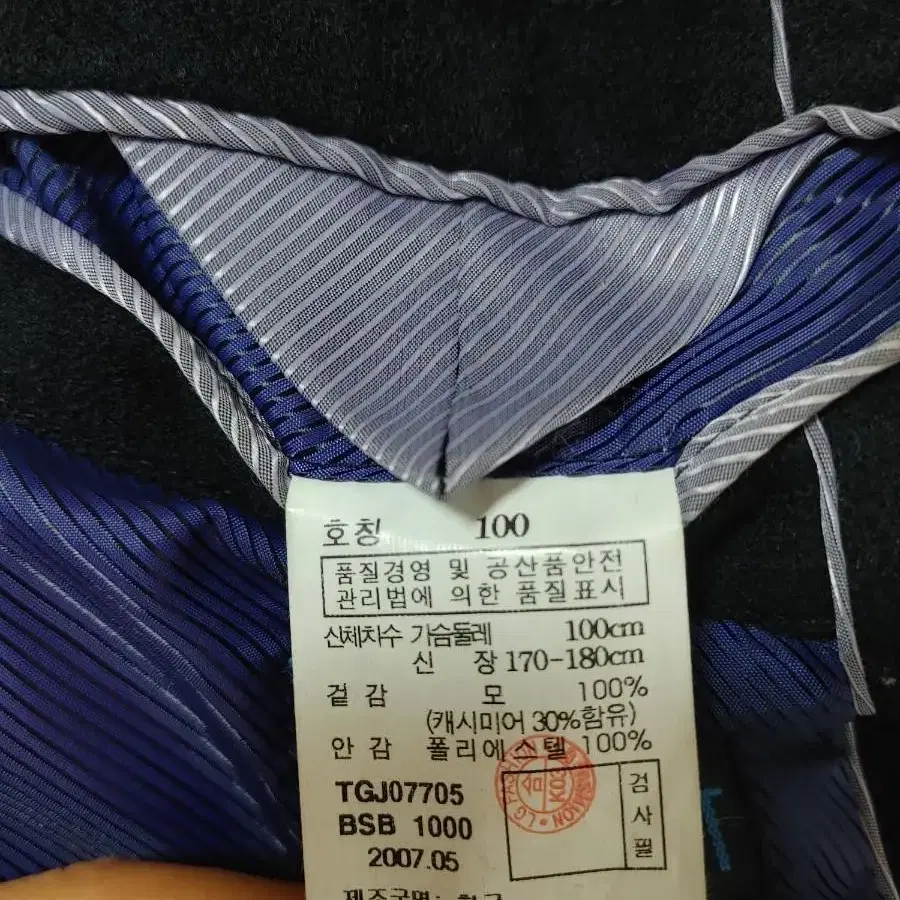 호칭 100
품질경영 및 공산품안전
관리법에 의한 품질표시
신체차수 가슴둘레 100cm
신 장 170-180cm
겉 감 모 100%
(캐시미어 30%함유)
안 감 폴리에스텔 100%
TGJ07705
BSB 1000
2007.05
검사필
LG FASHION